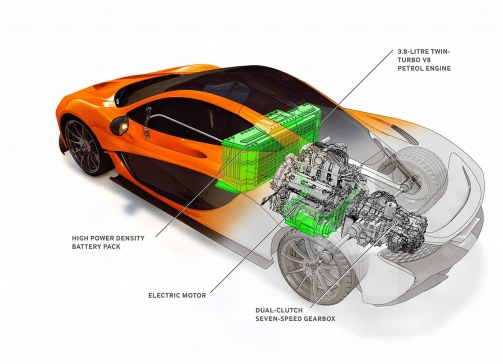 3.8-LITRE TWIN-
TURBO V8
PETROL ENGINE
HIGH POWER DENSITY
BATTERY PACK
ELECTRIC MOTOR
DUAL-CLUTCH
SEVEN-SPEED GEARBOX